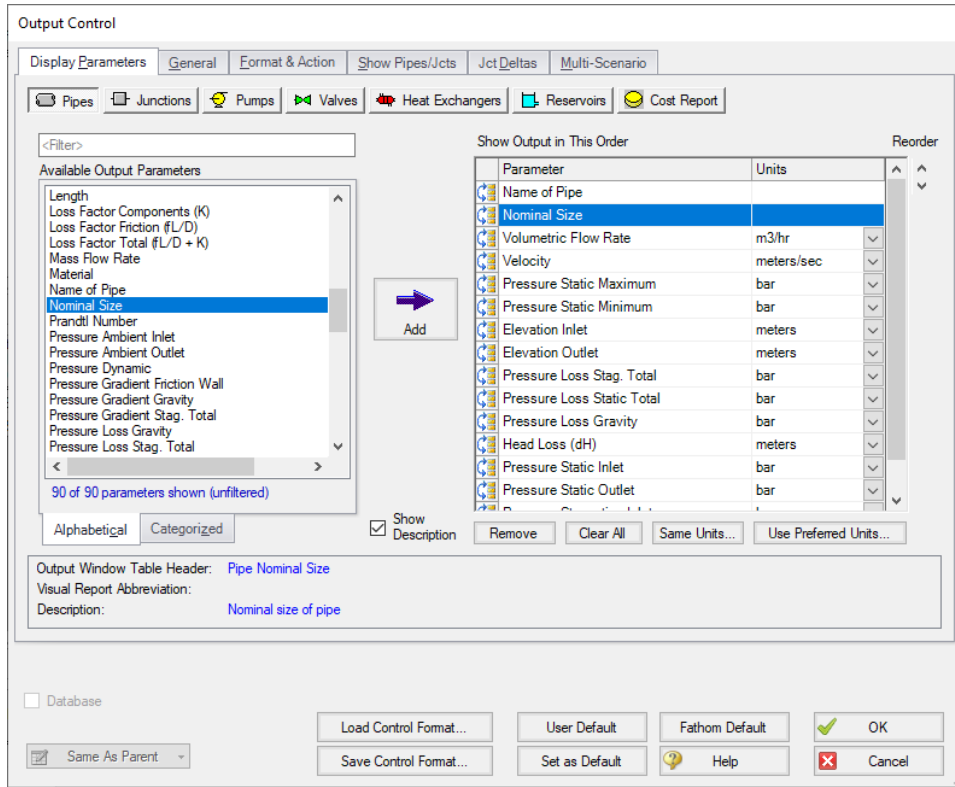 Output Control
Display Parameters
General
Format & Action
Show Pipes/Jcts
Jct Deltas
Multi-Scenario
Pipes
Junctions
Pumps
Valves
Heat Exchangers
Reservoirs
Cost Report
<Filter>
Available Output Parameters
Length
Loss Factor Components (K)
Loss Factor Friction (fL/D)
Loss Factor Total (fL/D + K)
Mass Flow Rate
Material
Name of Pipe
Nominal Size
Prandtl Number
Pressure Ambient Inlet
Pressure Ambient Outlet
Pressure Dynamic
Pressure Gradient Friction Wall
Pressure Gradient Gravity
Pressure Gradient Stag. Total
Pressure Loss Gravity
Pressure Loss Stag. Total
90 of 90 parameters shown (unfiltered)
Alphabetical
Categorized
Add
Show
Description
Show Output in This Order
Reorder
Parameter Units
Name of Pipe
Nominal Size
Volumetric Flow Rate m3/hr
Velocity meters/sec
Pressure Static Maximum bar
Pressure Static Minimum bar
Elevation Inlet meters
Elevation Outlet meters
Pressure Loss Stag. Total bar
Pressure Loss Static Total bar
Pressure Loss Gravity bar
Head Loss (dH) meters
Pressure Static Inlet bar
Pressure Static Outlet bar
Remove
Clear All
Same Units...
Use Preferred Units...
Output Window Table Header: Pipe Nominal Size
Visual Report Abbreviation:
Description: Nominal size of pipe
Database
Same As Parent
Load Control Format...
User Default
Fathom Default
OK
Save Control Format...
Set as Default
Help
Cancel